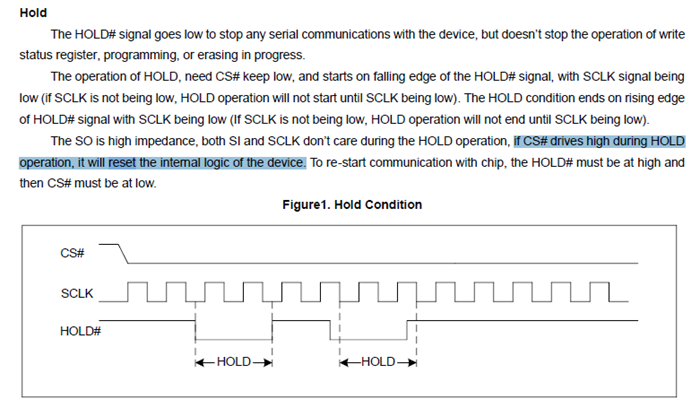 Hold
The HOLD# signal goes low to stop any serial communications with the device, but doesn't stop the operation of write
status register, programming, or erasing in progress.
The operation of HOLD, need CS# keep low, and starts on falling edge of the HOLD# signal, with SCLK signal being
low (if SCLK is not being low, HOLD operation will not start until SCLK being low). The HOLD condition ends on rising edge
of HOLD# signal with SCLK being low (If SCLK is not being low, HOLD operation will not end until SCLK being low).
The SO is high impedance, both SI and SCLK don't care during the HOLD operation, if CS# drives high during HOLD
operation, it will reset the internal logic of the device. To re-start communication with chip, the HOLD# must be at high and
then CS# must be at low.
Figure1. Hold Condition
CS#
SCLK
HOLD#
HOLD HOLD